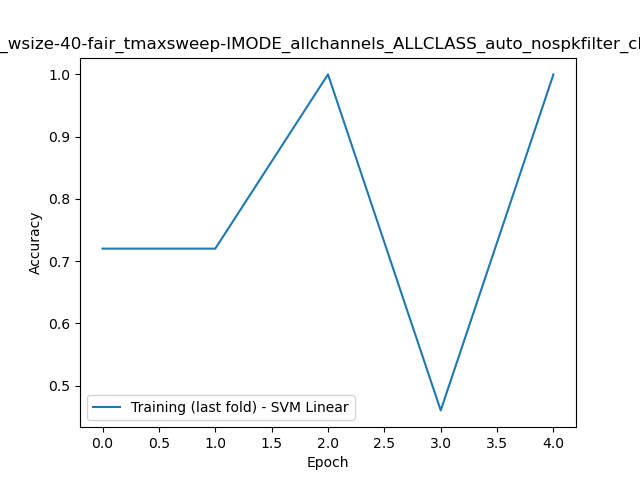 _wsize-40-fair_tmaxsweep-IMODE_allchannels_ALLCLASS_auto_nospkfilter_cl
1.0
0.9
0.8
0.7
0.6
0.5
Accuracy
Training (last fold) - SVM Linear
0.0 0.5 1.0 1.5 2.0 2.5 3.0 3.5 4.0
Epoch